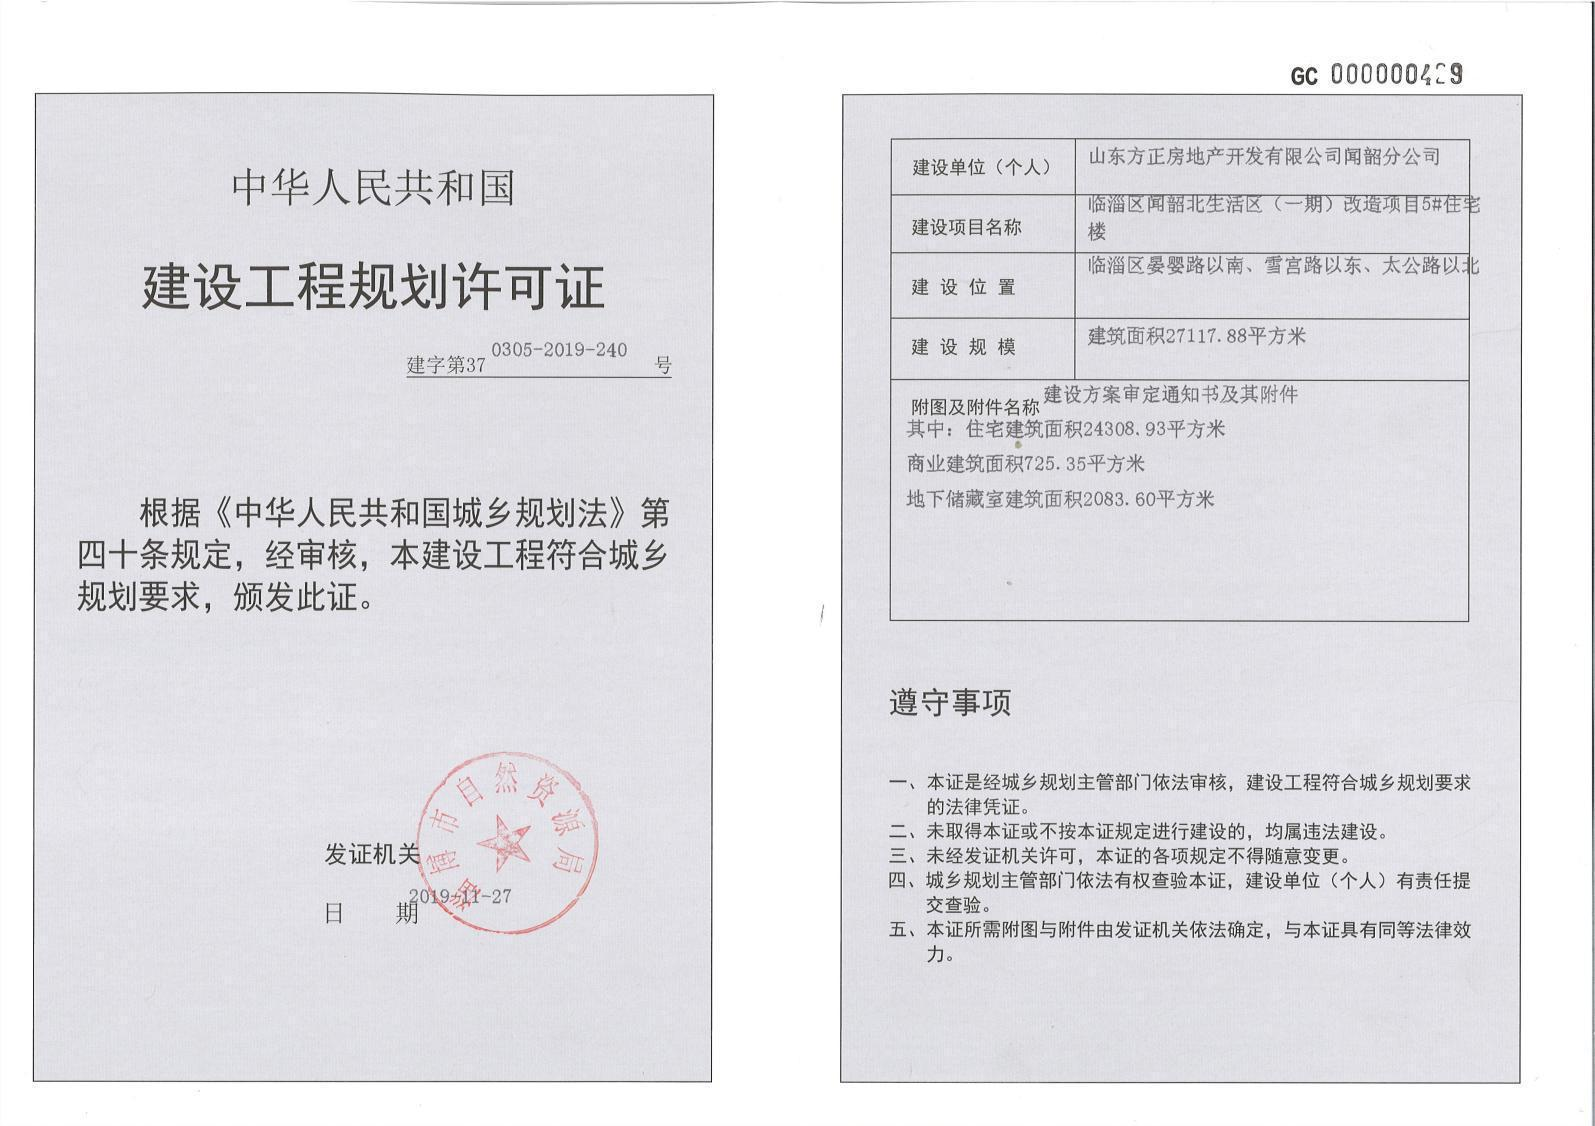 中华人民共和国
建设工程规划许可证
建字第37 0305-2019-240 号
根据《中华人民共和国城乡规划法》第
四十条规定，经审核，本建设工程符合城乡
规划要求，颁发此证。
发证机关
淄博市自然资源局
日 期 2019-11-27
GC
建设单位（个人） 山东方正房地产开发有限公司闻韶分公司
建设项目名称 临淄区闻韶北生活区（一期）改造项目5#住宅
楼
建设位置 临淄区晏婴路以南、雪宫路以东、太公路以北
建设规模 建筑面积27117.88平方米
附图及附件名称 建设方案审定通知书及其附件
其中：住宅建筑面积24308.93平方米
商业建筑面积725.35平方米
地下储藏室建筑面积2083.60平方米
遵守事项
一、本证是经城乡规划主管部门依法审核，建设工程符合城乡规划要求
的法律凭证。
二、未取得本证或不按本证规定进行建设的，均属违法建设。
三、未经发证机关许可，本证的各项规定不得随意变更。
四、城乡规划主管部门依法有权查验本证，建设单位（个人）有责任提
交查验。
五、本证所需附图与附件由发证机关依法确定，与本证具有同等法律效
力。